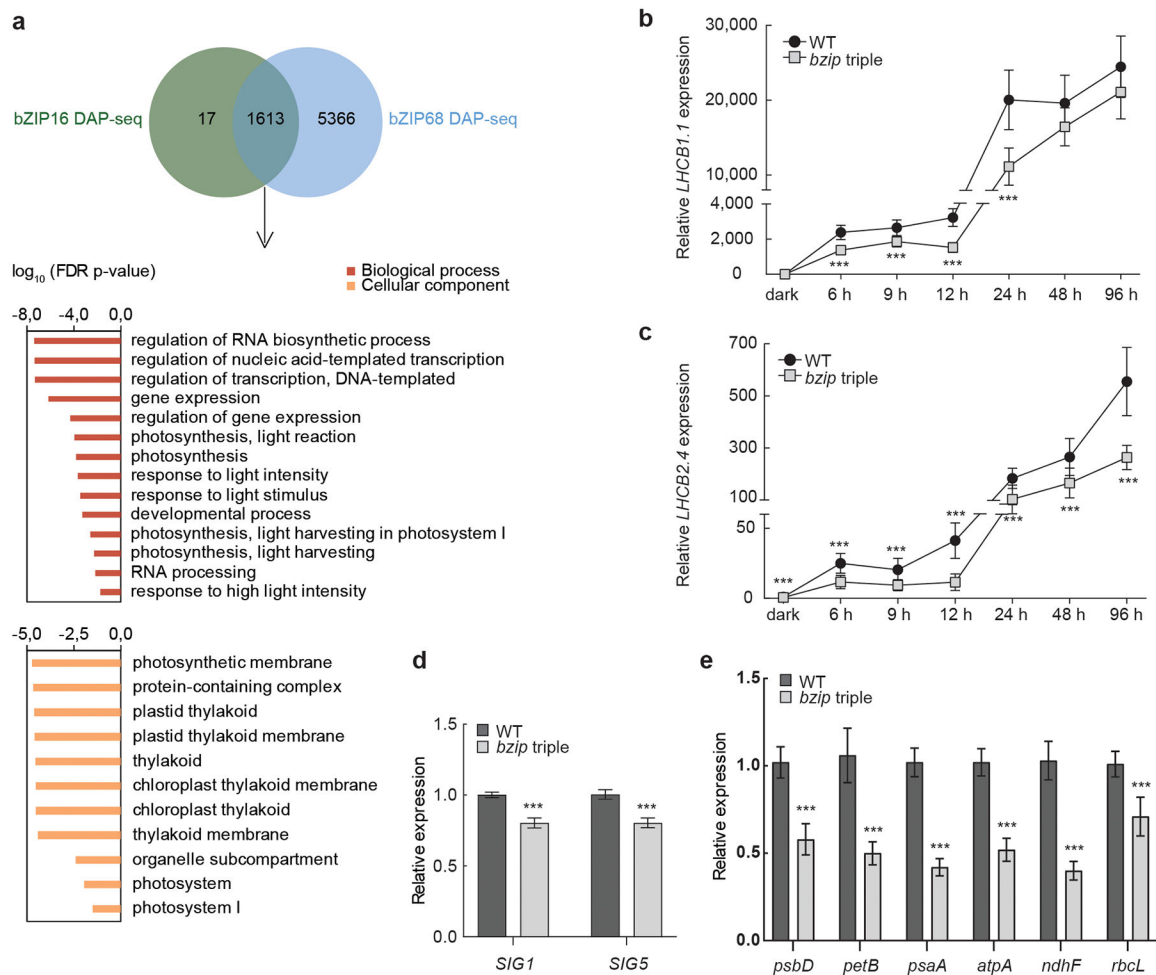 a
bZIP16 DAP-seq
17
1613
5366
bZIP68 DAP-seq
log10 (FDR p-value)
Biological process
Cellular component
-8,0 -4,0 0,0
regulation of RNA biosynthetic process
regulation of nucleic acid-templated transcription
regulation of transcription, DNA-templated
gene expression
regulation of gene expression
photosynthesis, light reaction
photosynthesis
response to light intensity
response to light stimulus
developmental process
photosynthesis, light harvesting in photosystem I
photosynthesis, light harvesting
RNA processing
response to high light intensity
-5,0 -2,5 0,0
photosynthetic membrane
protein-containing complex
plastid thylakoid
plastid thylakoid membrane
thylakoid
chloroplast thylakoid membrane
chloroplast thylakoid
thylakoid membrane
organelle subcompartment
photosystem
photosystem I
b
Relative LHCB1.1 expression
30,000
20,000
10,000
4,000
2,000
0
WT
bzip triple
*** *** *** ***
dark 6 h 9 h 12 h 24 h 48 h 96 h
c
Relative LHCB2.4 expression
700
500
300
100
50
0
WT
bzip triple
*** *** *** *** *** *** ***
dark 6 h 9 h 12 h 24 h 48 h 96 h
d
Relative expression
1.5
1.0
0.5
0.0
WT
bzip triple
*** ***
SIG1 SIG5
e
Relative expression
1.5
1.0
0.5
0.0
WT
bzip triple
*** *** *** *** *** ***
psbD petB psaA atpA ndhF rbcL